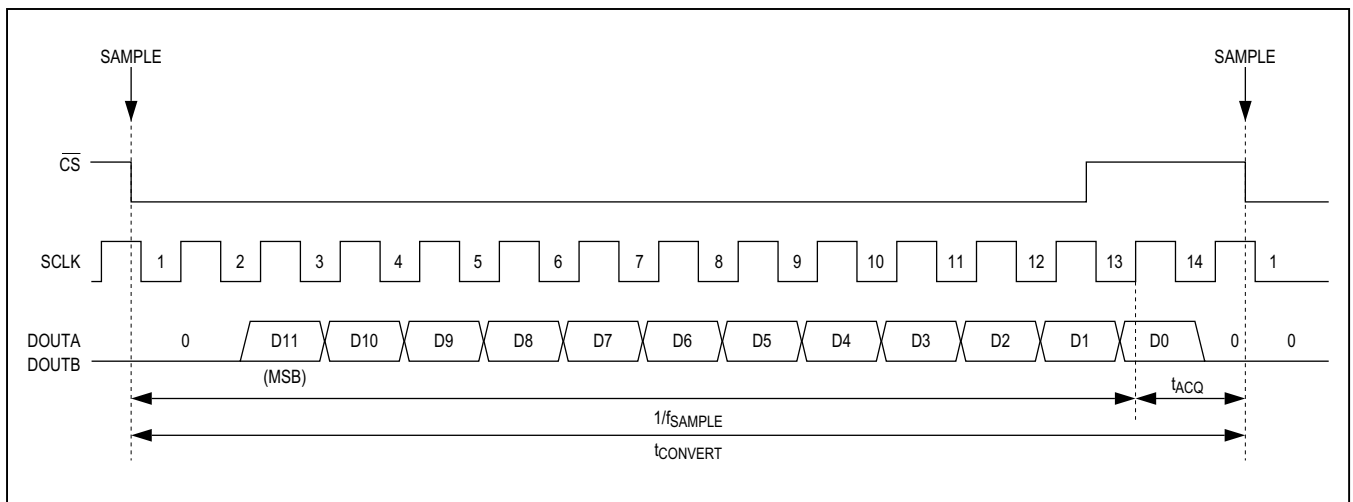 SAMPLE SAMPLE
CS
SCLK 1 2 3 4 5 6 7 8 9 10 11 12 13 14 1
DOUTA 0 D11 D10 D9 D8 D7 D6 D5 D4 D3 D2 D1 D0 0 0
DOUTB
(MSB)
tACQ
1/fSAMPLE
tCONVERT